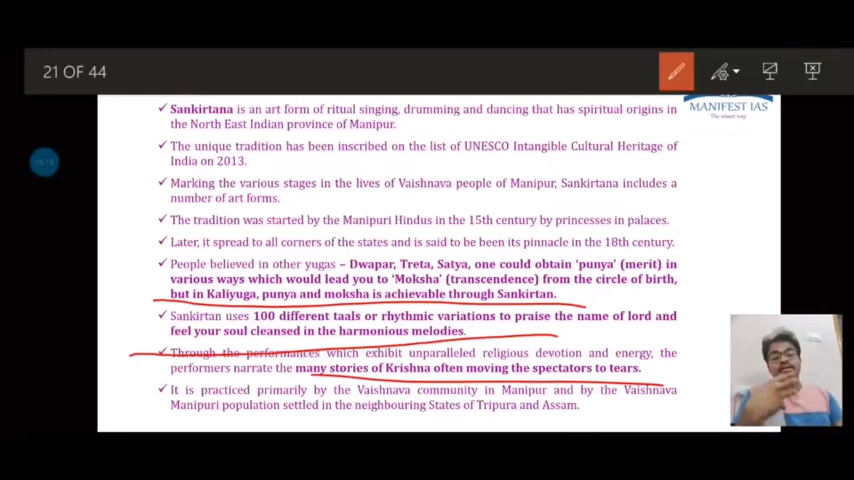 21 OF 44
MANIFEST IAS
The easiest way
✓ Sankirtana is an art form of ritual singing, drumming and dancing that has spiritual origins in
the North East Indian province of Manipur.
✓ The unique tradition has been inscribed on the list of UNESCO Intangible Cultural Heritage of
India on 2013.
✓ Marking the various stages in the lives of Vaishnava people of Manipur, Sankirtana includes a
number of art forms.
✓ The tradition was started by the Manipuri Hindus in the 15th century by princesses in palaces.
✓ Later, it spread to all corners of the states and is said to be been its pinnacle in the 18th century.
✓ People believed in other yugas – Dwapar, Treta, Satya, one could obtain ‘punya’ (merit) in
various ways which would lead you to ‘Moksha’ (transcendence) from the circle of birth,
but in Kaliyuga, punya and moksha is achievable through Sankirtan.
✓ Sankirtan uses 100 different taals or rhythmic variations to praise the name of lord and
feel your soul cleansed in the harmonious melodies.
✓ Through the performances which exhibit unparalleled religious devotion and energy, the
performers narrate the many stories of Krishna often moving the spectators to tears.
✓ It is practiced primarily by the Vaishnava community in Manipur and by the Vaishnava
Manipuri population settled in the neighbouring States of Tripura and Assam.